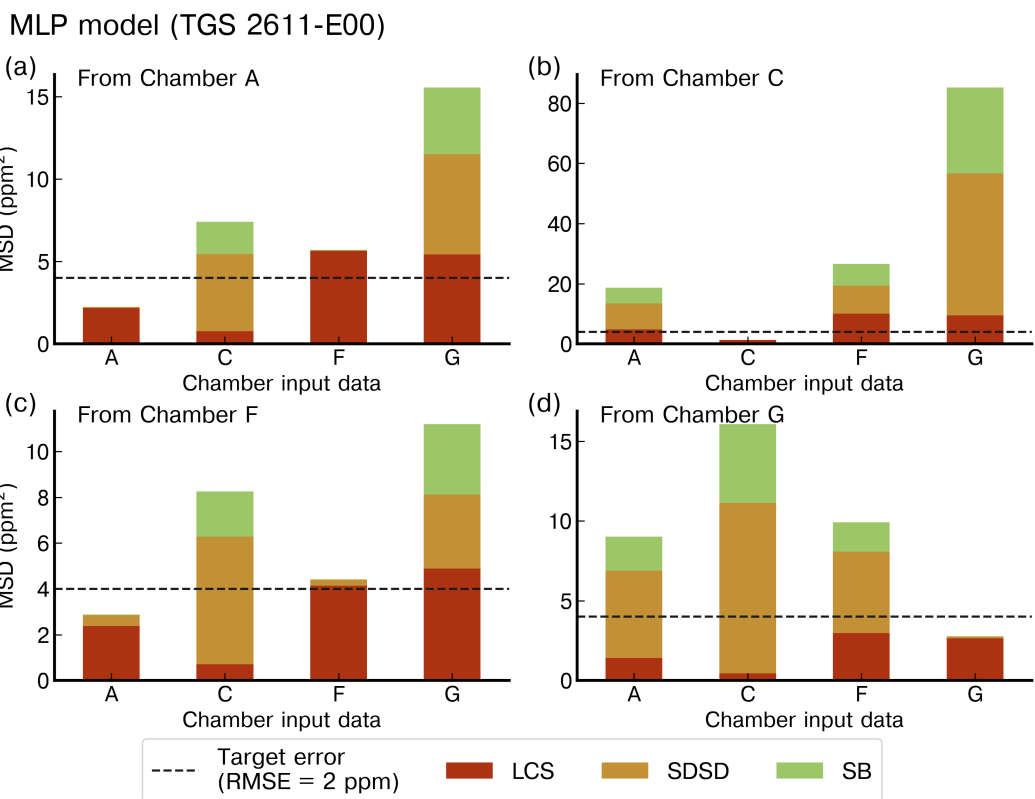 MLP model (TGS 2611-E00)
(a)
From Chamber A
MSD (ppm²)
15
10
5
0
A C F G
Chamber input data
(b)
From Chamber C
80
60
40
20
0
A C F G
Chamber input data
(c)
From Chamber F
MSD (ppm²)
10
8
6
4
2
0
A C F G
Chamber input data
(d)
From Chamber G
15
10
5
0
A C F G
Chamber input data
Target error
(RMSE = 2 ppm)
LCS
SDSD
SB